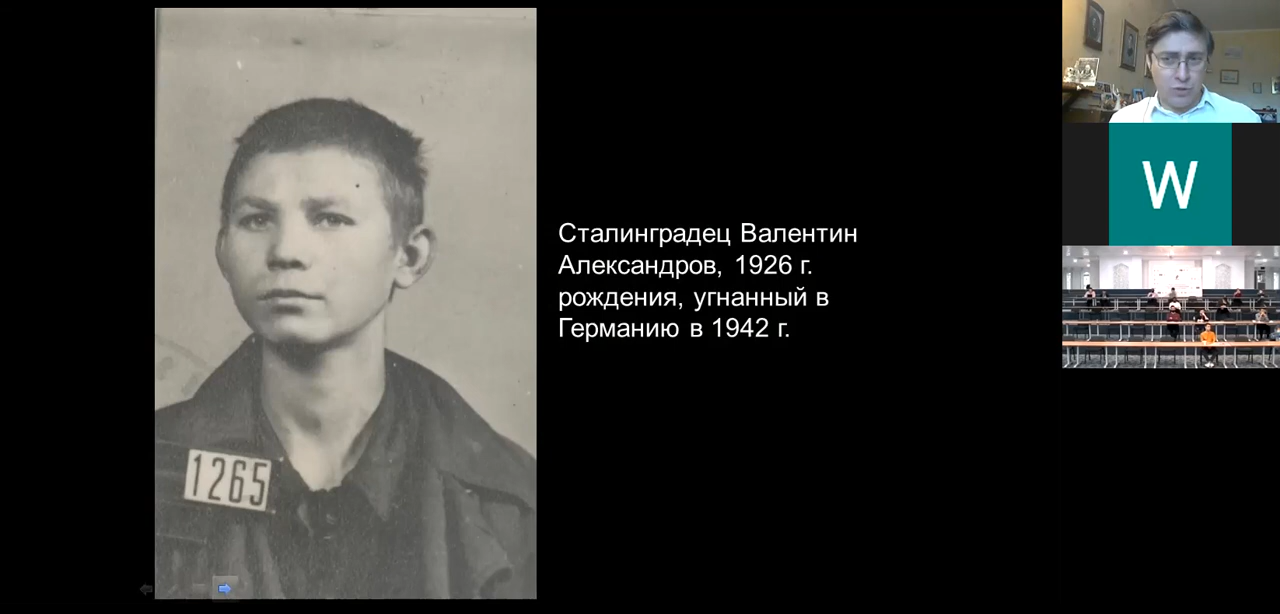 Сталинградец Валентин
Александров, 1926 г.
рождения, угнанный в
Германию в 1942 г.
1265
W